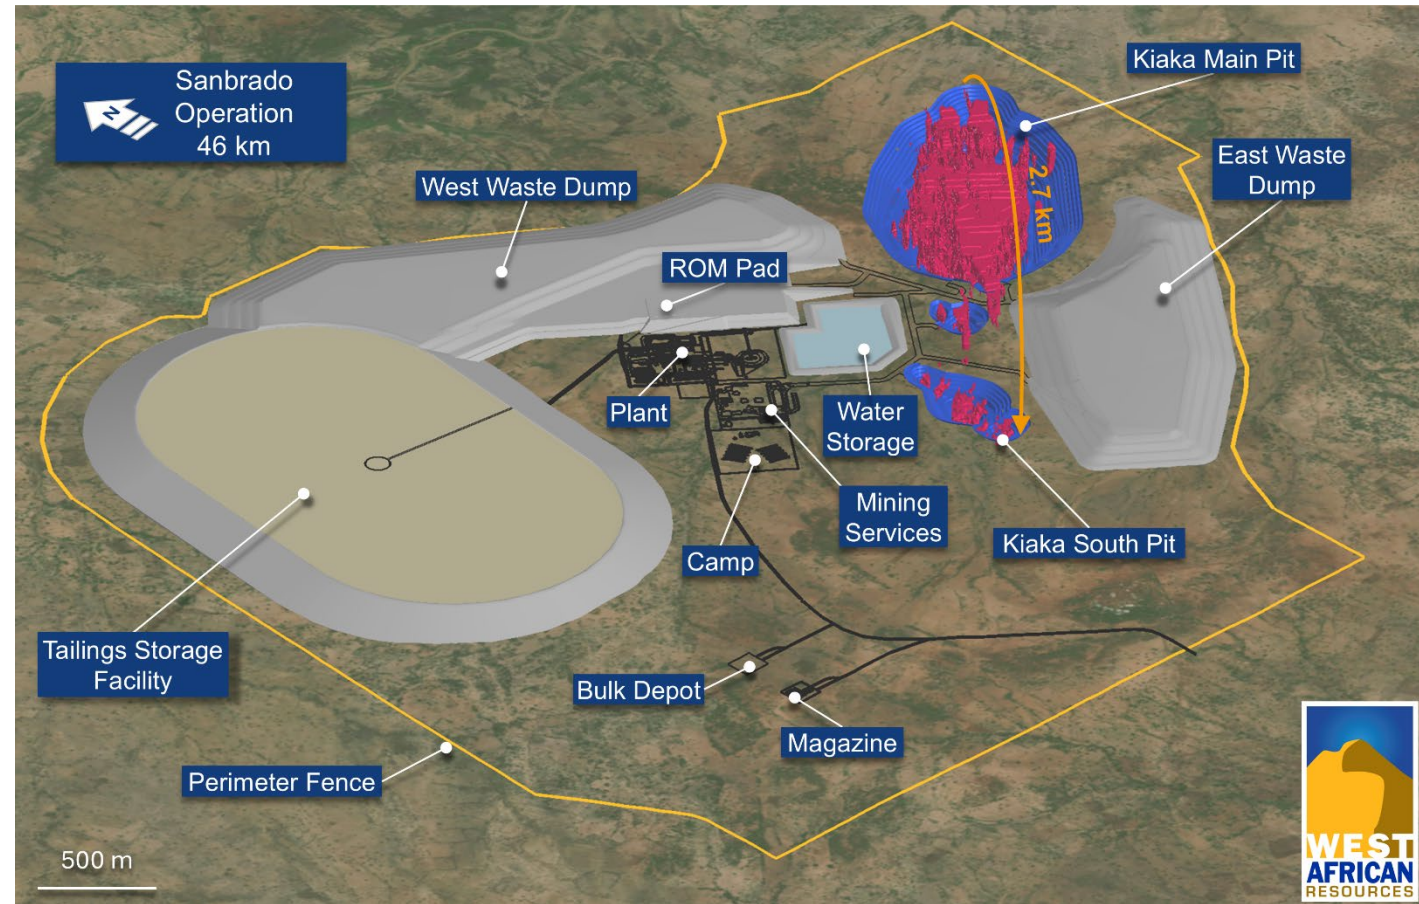 N
Sanbrado
Operation
46 km
Kiaka Main Pit
East Waste
Dump
West Waste Dump
2.7 km
ROM Pad
Plant
Water
Storage
Mining
Services
Kiaka South Pit
Camp
Tailings Storage
Facility
Bulk Depot
Magazine
Perimeter Fence
500 m
WEST
AFRICAN
RESOURCES